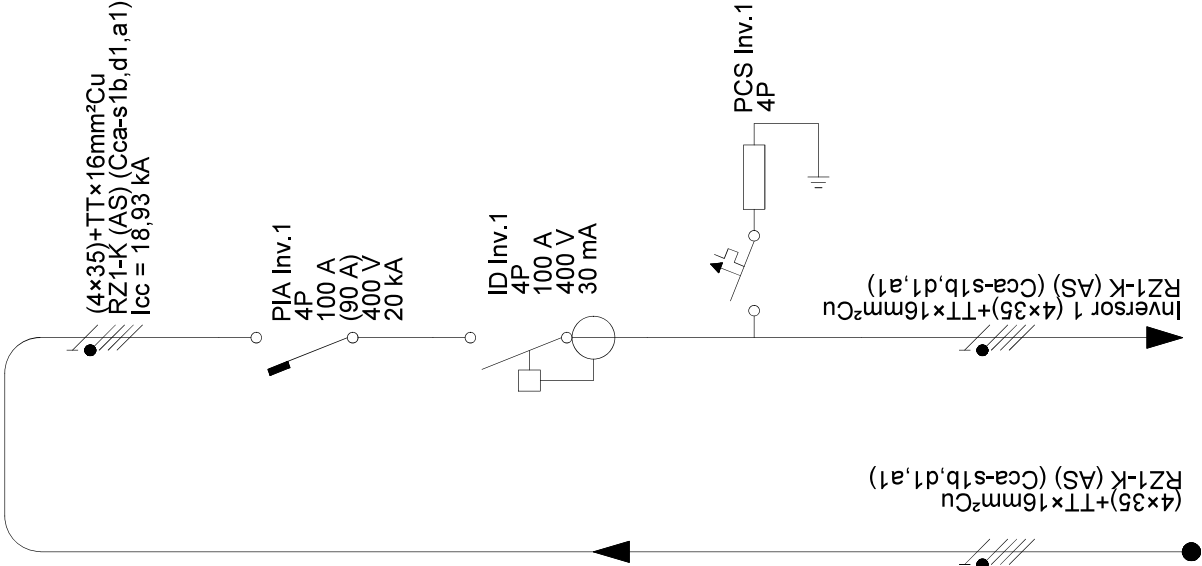 (4×35)+TT×16mm²Cu
RZ1-K (AS) (Cca-s1b,d1,a1)
Icc = 18,93 kA
PIA Inv.1
4P
100 A
(90 A)
400 V
20 kA
ID Inv.1
4P
100 A
400 V
30 mA
PCS Inv.1
4P
Inversor 1 (4×35)+TT×16mm²Cu
RZ1-K (AS) (Cca-s1b,d1,a1)
(4×35)+TT×16mm²Cu
RZ1-K (AS) (Cca-s1b,d1,a1)